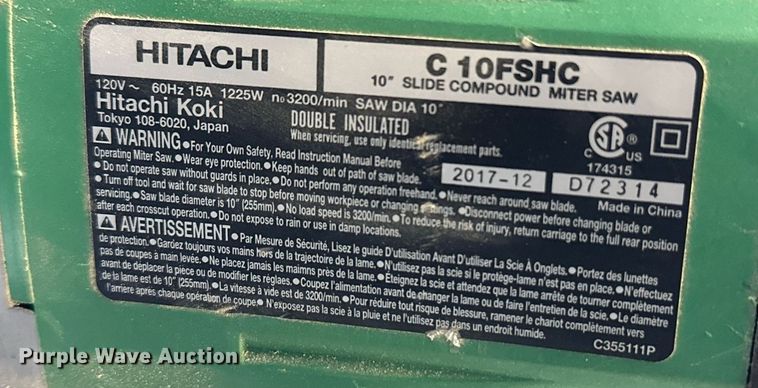 HITACHI
C 10FSHC
10" SLIDE COMPOUND MITER SAW
120V ~ 60Hz 15A 1225W no3200/min SAW DIA 10"
Hitachi Koki
Tokyo 108-6020, Japan
DOUBLE INSULATED
When servicing, use only identical replacement parts.
CSA ® US
174315
WARNING ●For Your Own Safety, Read Instruction Manual Before
Operating Miter Saw. ●Wear eye protection. ●Keep hands out of path of saw blade.
2017-12
D72314
Made in China
● Do not operate saw without guards in place. ●Do not perform any operation freehand. ●Never reach around saw blade.
● Turn off tool and wait for saw blade to stop before moving workpiece or changing settings. ●Disconnect power before changing blade or
servicing. ●Saw blade diameter is 10" (255mm). ●No load speed is 3200/min. ●To reduce the risk of injury, return carriage to the full rear position
after each crosscut operation. ●Do not expose to rain or use in damp locations.
AVERTISSEMENT ● Par Mesure de Sécurité, Lisez le guide D'utilisation Avant D'utiliser La Scie À Onglets. ● Portez des lunettes
de protection. ●Gardez toujours vos mains hors de la trajectoire de la lame. ●N'utilisez pas la scie si le protège-lame n'est pas en place. ●N'effectuez
pas de coupes à main levée. ●Ne placez jamais les maimns près de la lame. ●Eteignez la scie et attendez que la lame arrête de tourner complètement
avant de déplacer la pièce ou de modifier les réglages. ●Coupez l'alimentation avant de changer la lame ou de faire l'entretien de la scie. ●Le diamètre
de la lame est de 10" (255mm). ●La vitesse à vide est de 3200/min. ●Pour réduire tout risque de blessure, ramener le chariot complètement vers
l'arrière après chaque opération de coupe ● N'exposez pas la scie à la pluie et ne l'utilisez pas dans un endroit humide.
C355111P
Purple Wave Auction